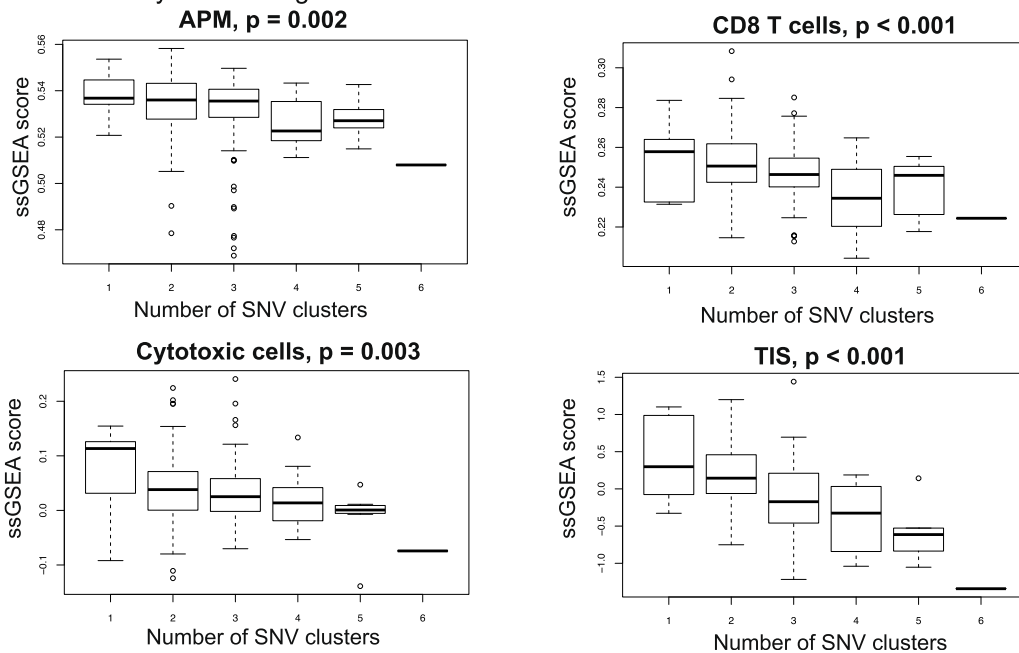 APM, p = 0.002
ssGSEA score
0.56
0.54
0.52
0.50
0.48
1 2 3 4 5 6
Number of SNV clusters
CD8 T cells, p < 0.001
ssGSEA score
0.30
0.28
0.26
0.24
0.22
1 2 3 4 5 6
Number of SNV clusters
Cytotoxic cells, p = 0.003
ssGSEA score
0.2
0.1
0.0
−0.1
1 2 3 4 5 6
Number of SNV clusters
TIS, p < 0.001
ssGSEA score
1.5
1.0
0.5
0.0
−0.5
−1.0
1 2 3 4 5 6
Number of SNV clusters